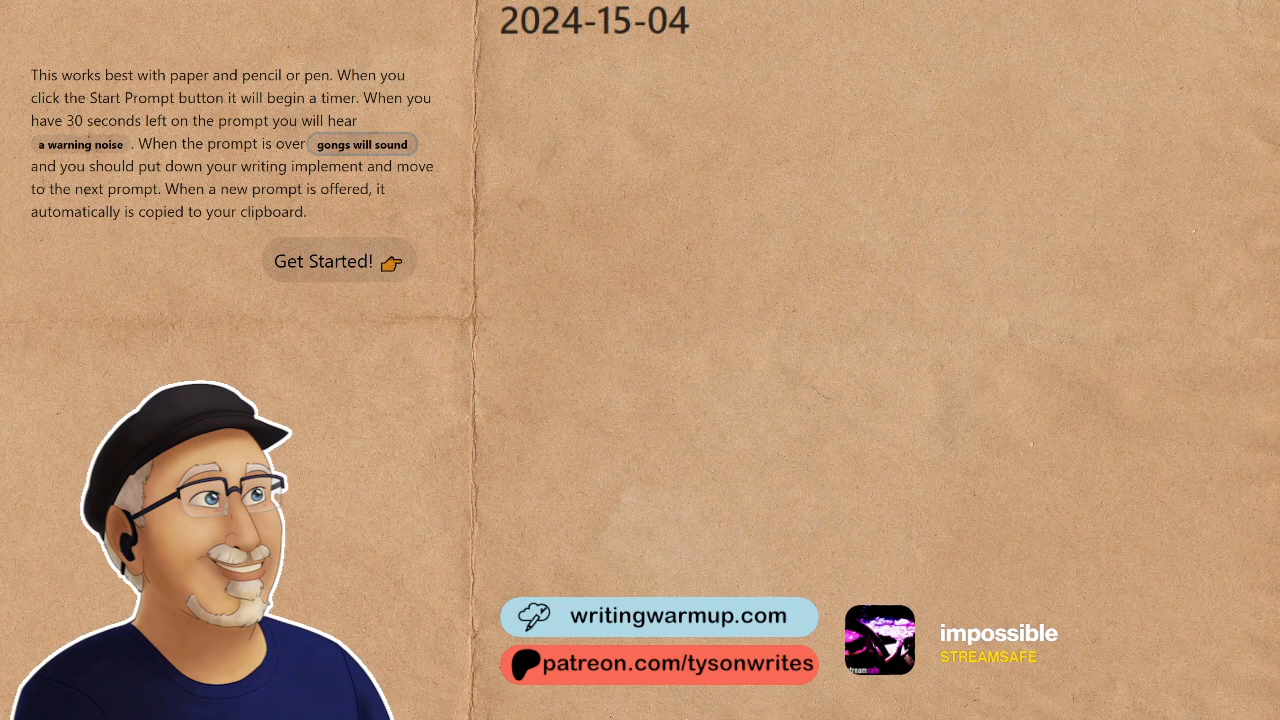 2024-15-04
This works best with paper and pencil or pen. When you
click the Start Prompt button it will begin a timer. When you
have 30 seconds left on the prompt you will hear
a warning noise . When the prompt is over gongs will sound
and you should put down your writing implement and move
to the next prompt. When a new prompt is offered, it
automatically is copied to your clipboard.
Get Started!
writingwarmup.com
patreon.com/tysonwrites
impossible
STREAMSAFE